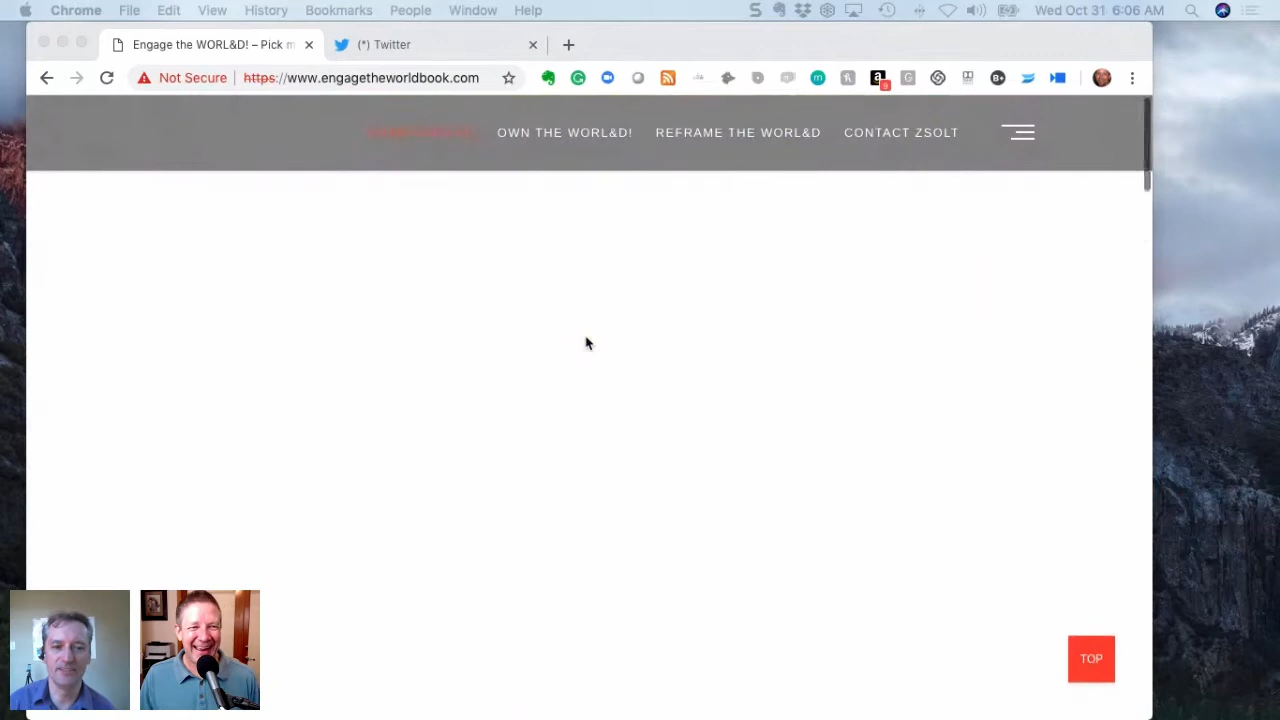 Chrome File Edit View History Bookmarks People Window Help Wed Oct 31 6:06 AM
Engage the WORL&D! – Pick m (*) Twitter
Not Secure https://www.engagetheworldbook.com 9
OWN THE WORL&D! REFRAME THE WORL&D CONTACT ZSOLT
TOP